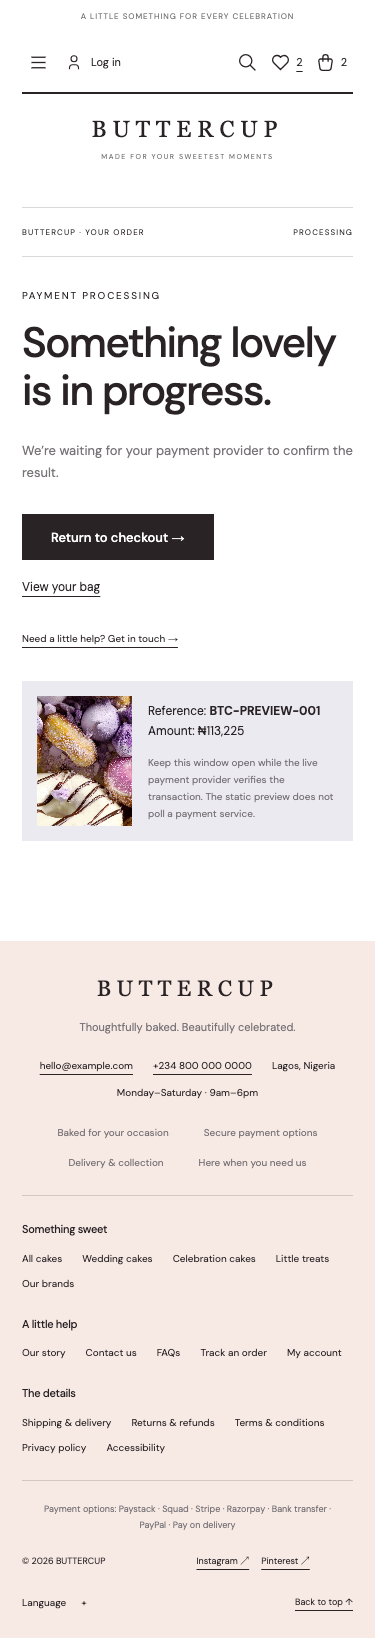 A LITTLE SOMETHING FOR EVERY CELEBRATION
Log in
2
2
BUTTERCUP
MADE FOR YOUR SWEETEST MOMENTS
BUTTERCUP · YOUR ORDER
PROCESSING
PAYMENT PROCESSING
Something lovely
is in progress.
We’re waiting for your payment provider to confirm the
result.
Return to checkout →
View your bag
Need a little help? Get in touch →
Reference: BTC-PREVIEW-001
Amount: ₦113,225
Keep this window open while the live
payment provider verifies the
transaction. The static preview does not
poll a payment service.
BUTTERCUP
Thoughtfully baked. Beautifully celebrated.
hello@example.com +234 800 000 0000 Lagos, Nigeria
Monday–Saturday · 9am–6pm
Baked for your occasion Secure payment options
Delivery & collection Here when you need us
Something sweet
All cakes Wedding cakes Celebration cakes Little treats
Our brands
A little help
Our story Contact us FAQs Track an order My account
The details
Shipping & delivery Returns & refunds Terms & conditions
Privacy policy Accessibility
Payment options: Paystack · Squad · Stripe · Razorpay · Bank transfer ·
PayPal · Pay on delivery
© 2026 BUTTERCUP
Instagram ↗ Pinterest ↗
Language +
Back to top ↑